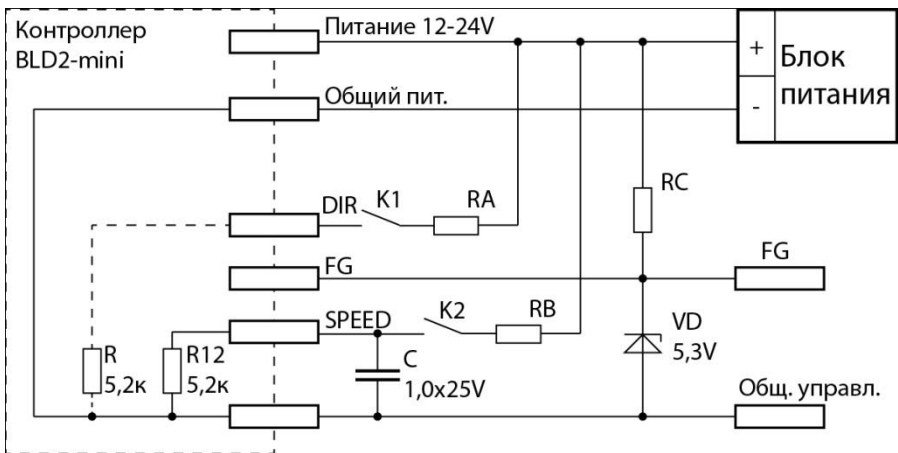 Контроллер
BLD2-mini
Питание 12-24V
+
Блок
питания
-
Общий пит.
RC
DIR
K1
RA
FG
FG
SPEED
K2
RB
VD
5,3V
R
5,2к
R12
5,2к
C
1,0x25V
Общ. управл.